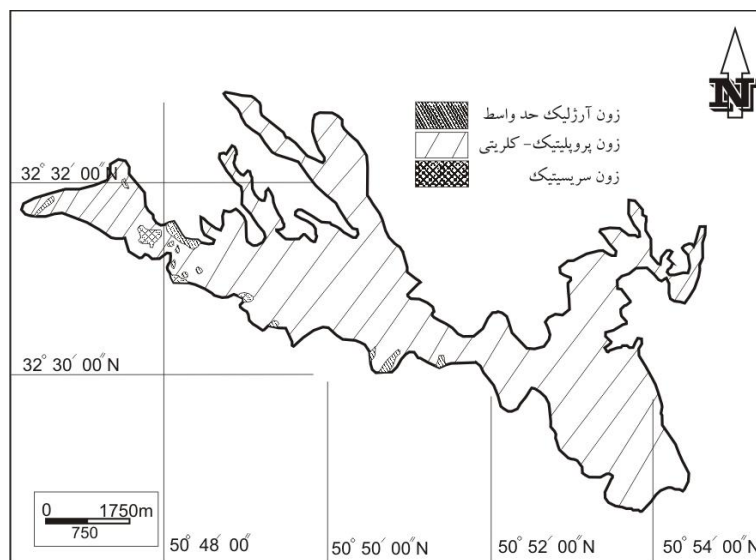 N
زون آرژلیک حد واسط
زون پروپلیتیک - کلریتی
زون سریسیتیک
32° 32′ 00″ N
32° 30′ 00″ N
0 1750m
750
50° 48′ 00″
50° 50′ 00″ N
50° 52′ 00″ N
50° 54′ 00″ N